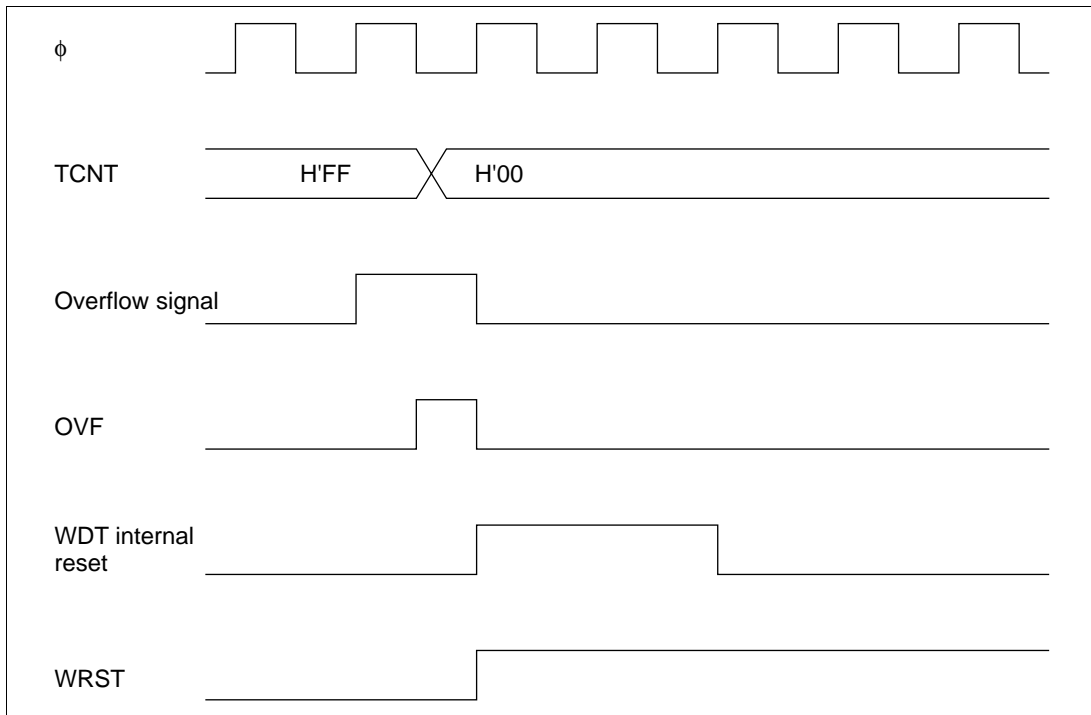 ϕ
TCNT
H'FF
H'00
Overflow signal
OVF
WDT internal
reset
WRST